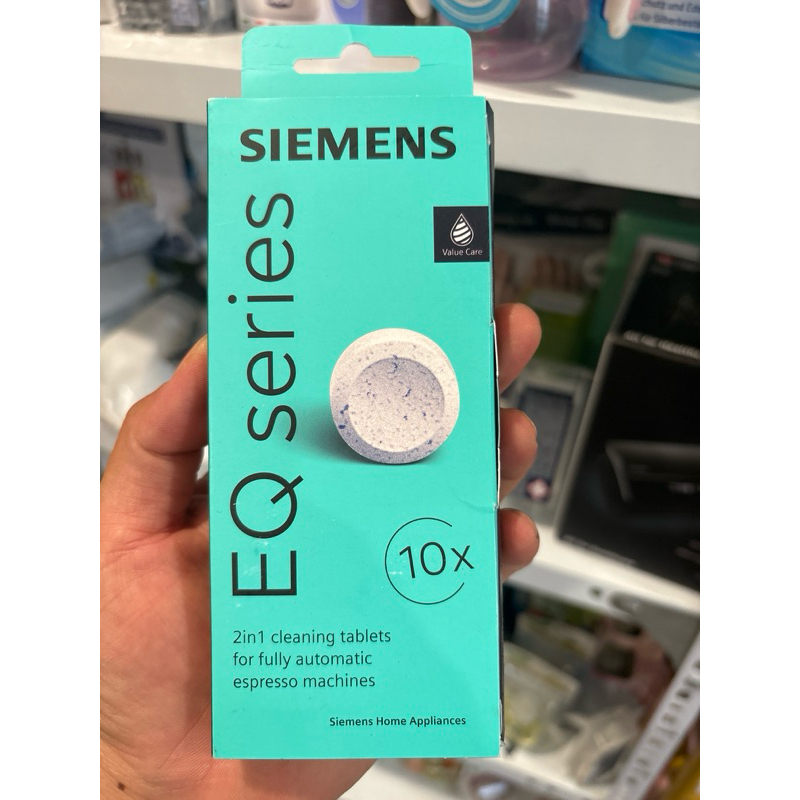 SIEMENS
EQ series
Value Care
10x
2in1 cleaning tablets
for fully automatic
espresso machines
Siemens Home Appliances